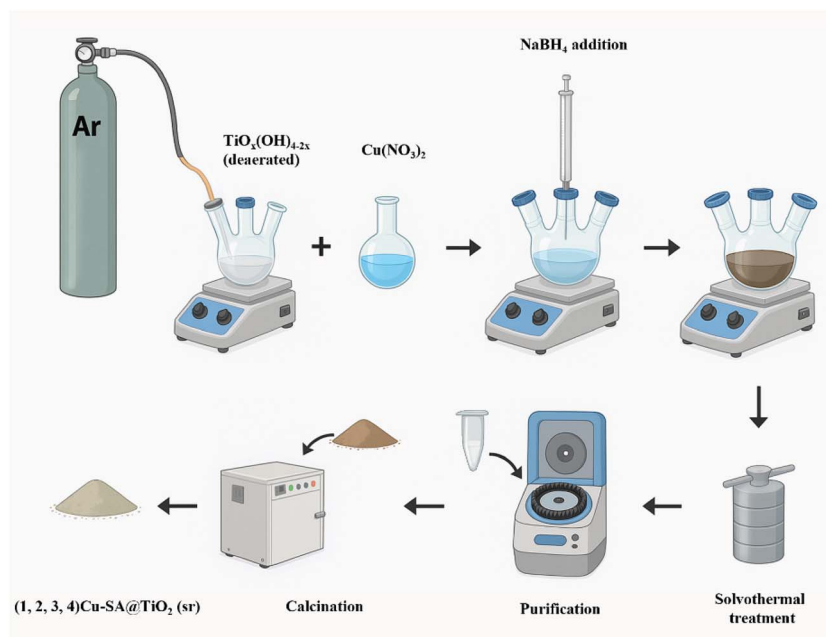 NaBH₄ addition
Ar
TiOₓ(OH)₄₋₂ₓ
(deaerated)
Cu(NO₃)₂
(1, 2, 3, 4)Cu-SA@TiO₂ (sr)
Calcination
Purification
Solvothermal
treatment